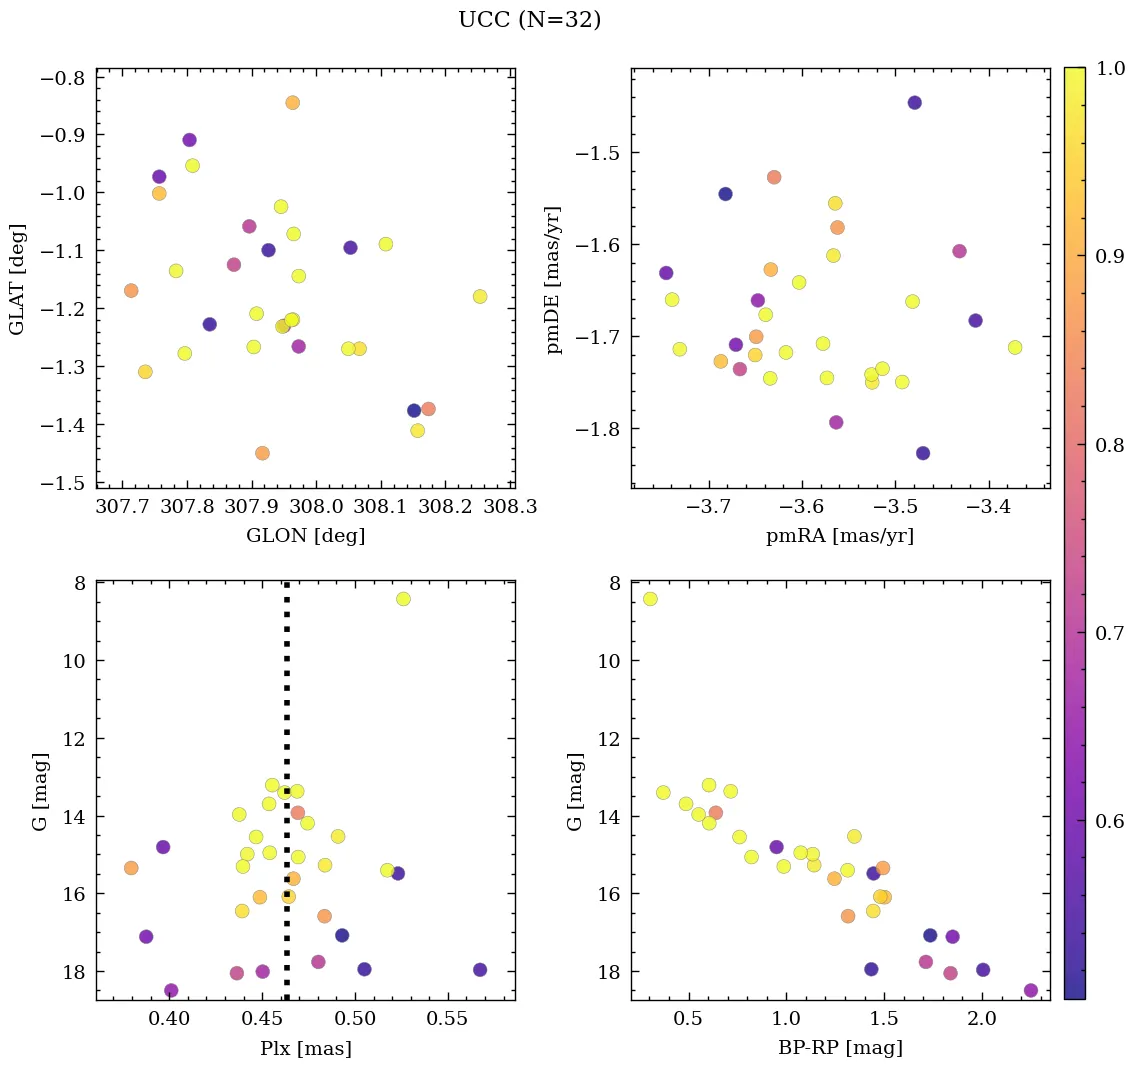 UCC (N=32)
−0.8
−0.9
−1.0
−1.1
−1.2
−1.3
−1.4
−1.5
GLAT [deg]
307.7 307.8 307.9 308.0 308.1 308.2 308.3
GLON [deg]
−1.5
−1.6
−1.7
−1.8
pmDE [mas/yr]
−3.7 −3.6 −3.5 −3.4
pmRA [mas/yr]
1.0
0.9
0.8
0.7
0.6
8
10
12
14
16
18
G [mag]
0.40 0.45 0.50 0.55
Plx [mas]
8
10
12
14
16
18
G [mag]
0.5 1.0 1.5 2.0
BP-RP [mag]